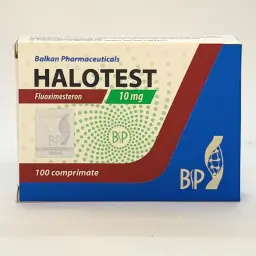 Balkan Pharmaceuticals
HALOTEST
Fluoximesteron
10 mg
BP
100 comprimate
BP